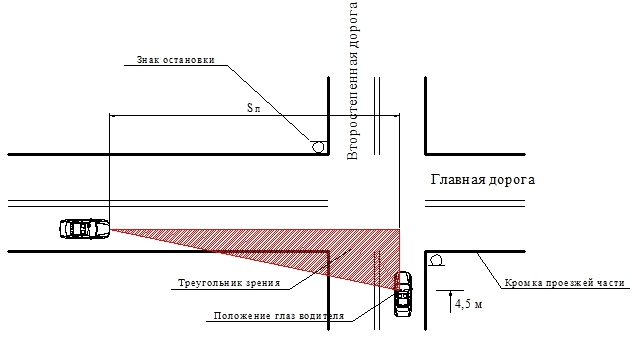 Знак остановки
Второстепенная дорога
Sп
Главная дорога
Треугольник зрения
Кромка проезжей части
Положение глаз водителя
4,5 м